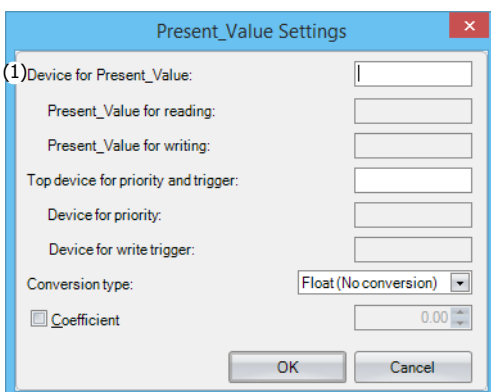 Present_Value Settings
(1)Device for Present_Value:
Present_Value for reading:
Present_Value for writing:
Top device for priority and trigger:
Device for priority:
Device for write trigger:
Conversion type: Float (No conversion)
Coefficient 0.00
OK Cancel